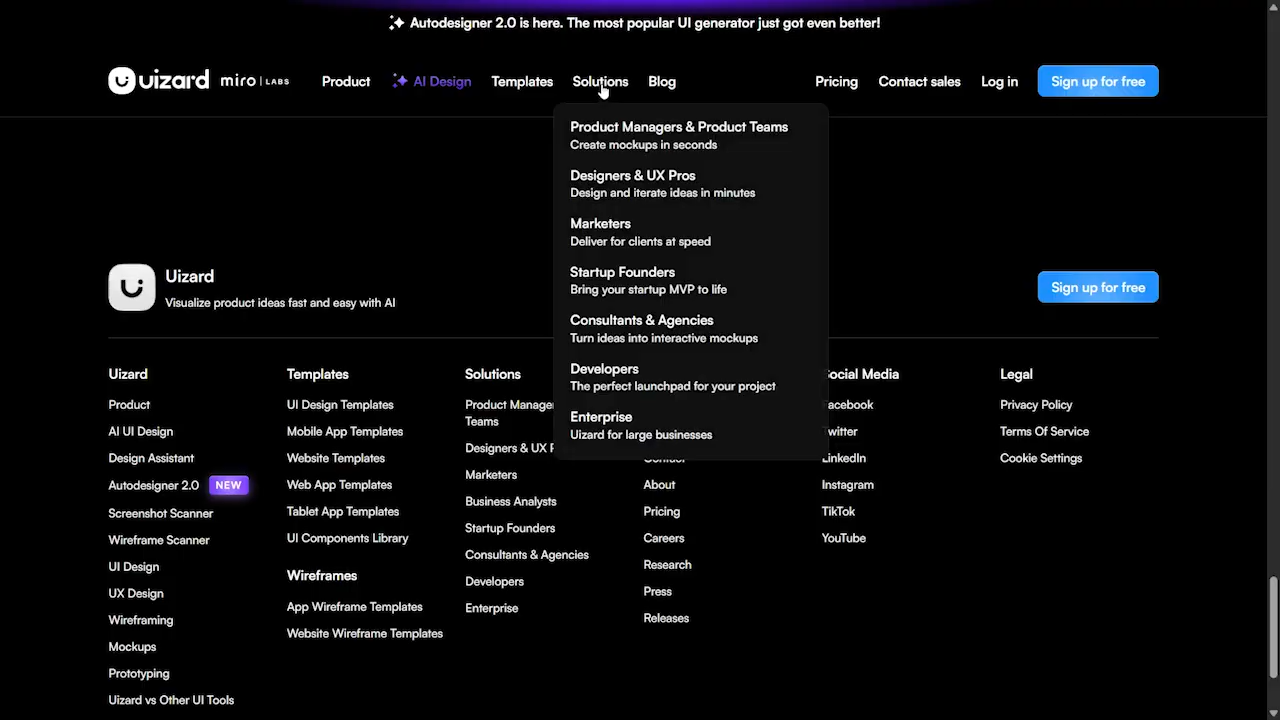 Autodesigner 2.0 is here. The most popular UI generator just got even better!
uizard miro | LABS Product AI Design Templates Solutions Blog Pricing Contact sales Log in Sign up for free
Product Managers & Product Teams
Create mockups in seconds
Designers & UX Pros
Design and iterate ideas in minutes
Marketers
Deliver for clients at speed
Startup Founders
Bring your startup MVP to life
Consultants & Agencies
Turn ideas into interactive mockups
Developers
The perfect launchpad for your project
Enterprise
Uizard for large businesses
Uizard
Visualize product ideas fast and easy with AI
Sign up for free
Uizard
Product
AI UI Design
Design Assistant
Autodesigner 2.0 NEW
Screenshot Scanner
Wireframe Scanner
UI Design
UX Design
Wireframing
Mockups
Prototyping
Uizard vs Other UI Tools
Templates
UI Design Templates
Mobile App Templates
Website Templates
Web App Templates
Tablet App Templates
UI Components Library
Wireframes
App Wireframe Templates
Website Wireframe Templates
Solutions
Product Manager
Teams
Designers & UX
Marketers
Business Analysts
Startup Founders
Consultants & Agencies
Developers
Enterprise
Contact
About
Pricing
Careers
Research
Press
Releases
Social Media
Facebook
Twitter
LinkedIn
Instagram
TikTok
YouTube
Legal
Privacy Policy
Terms Of Service
Cookie Settings